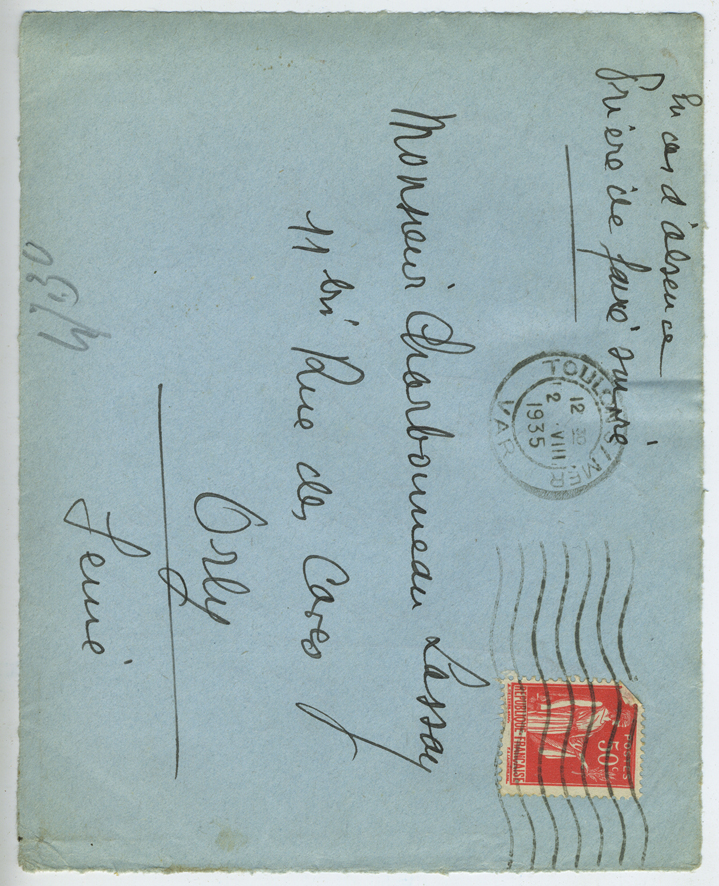 En cas d'absence
Prière de faire suivre
TOULON S/MER
12 30
2 VIII
1935
VAR
POSTES
50c
REPUBLIQUE FRANÇAISE
Monsieur Charbonneau Lassay
11 bis Rue des Caves
Orly
Seine